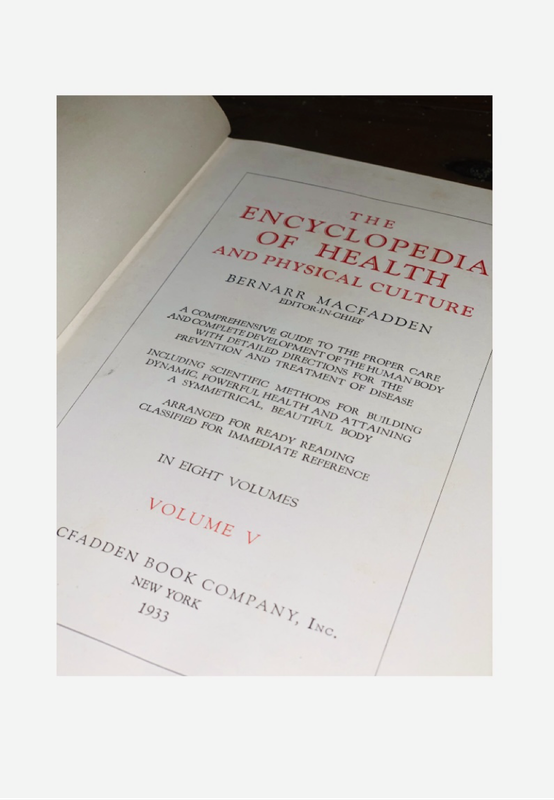 THE
ENCYCLOPEDIA
OF HEALTH
AND PHYSICAL CULTURE
BERNARR MACFADDEN
EDITOR-IN-CHIEF
A COMPREHENSIVE GUIDE TO THE PROPER CARE
AND COMPLETE DEVELOPMENT OF THE HUMAN BODY
WITH DETAILED DIRECTIONS FOR THE
PREVENTION AND TREATMENT OF DISEASE
INCLUDING SCIENTIFIC METHODS FOR BUILDING
DYNAMIC, POWERFUL HEALTH AND ATTAINING
A SYMMETRICAL, BEAUTIFUL BODY
ARRANGED FOR READY READING
CLASSIFIED FOR IMMEDIATE REFERENCE
IN EIGHT VOLUMES
VOLUME V
CFADDEN BOOK COMPANY, INC.
NEW YORK
1933